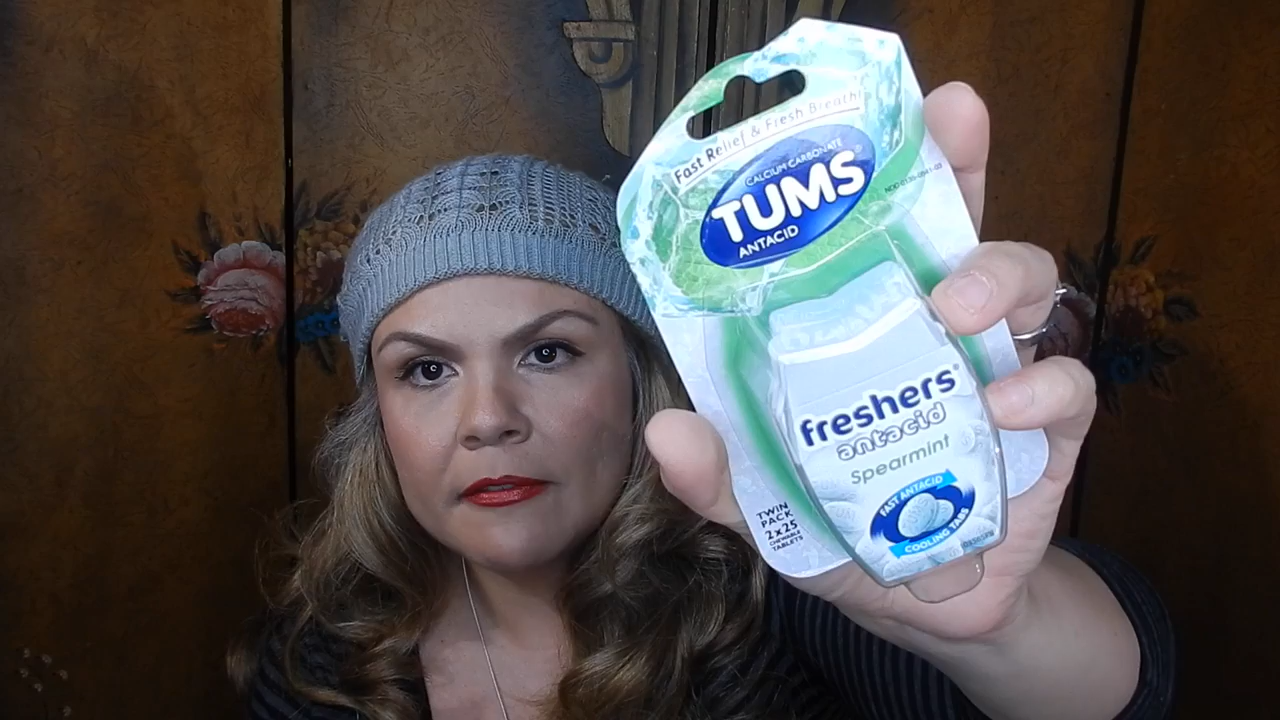 Fast Relief & Fresh Breath!
CALCIUM CARBONATE
TUMS®
ANTACID
freshers®
antacid
Spearmint
FAST ANTACID
COOLING TABS
TWIN
PACK
2x25
CHEWABLE
TABLETS